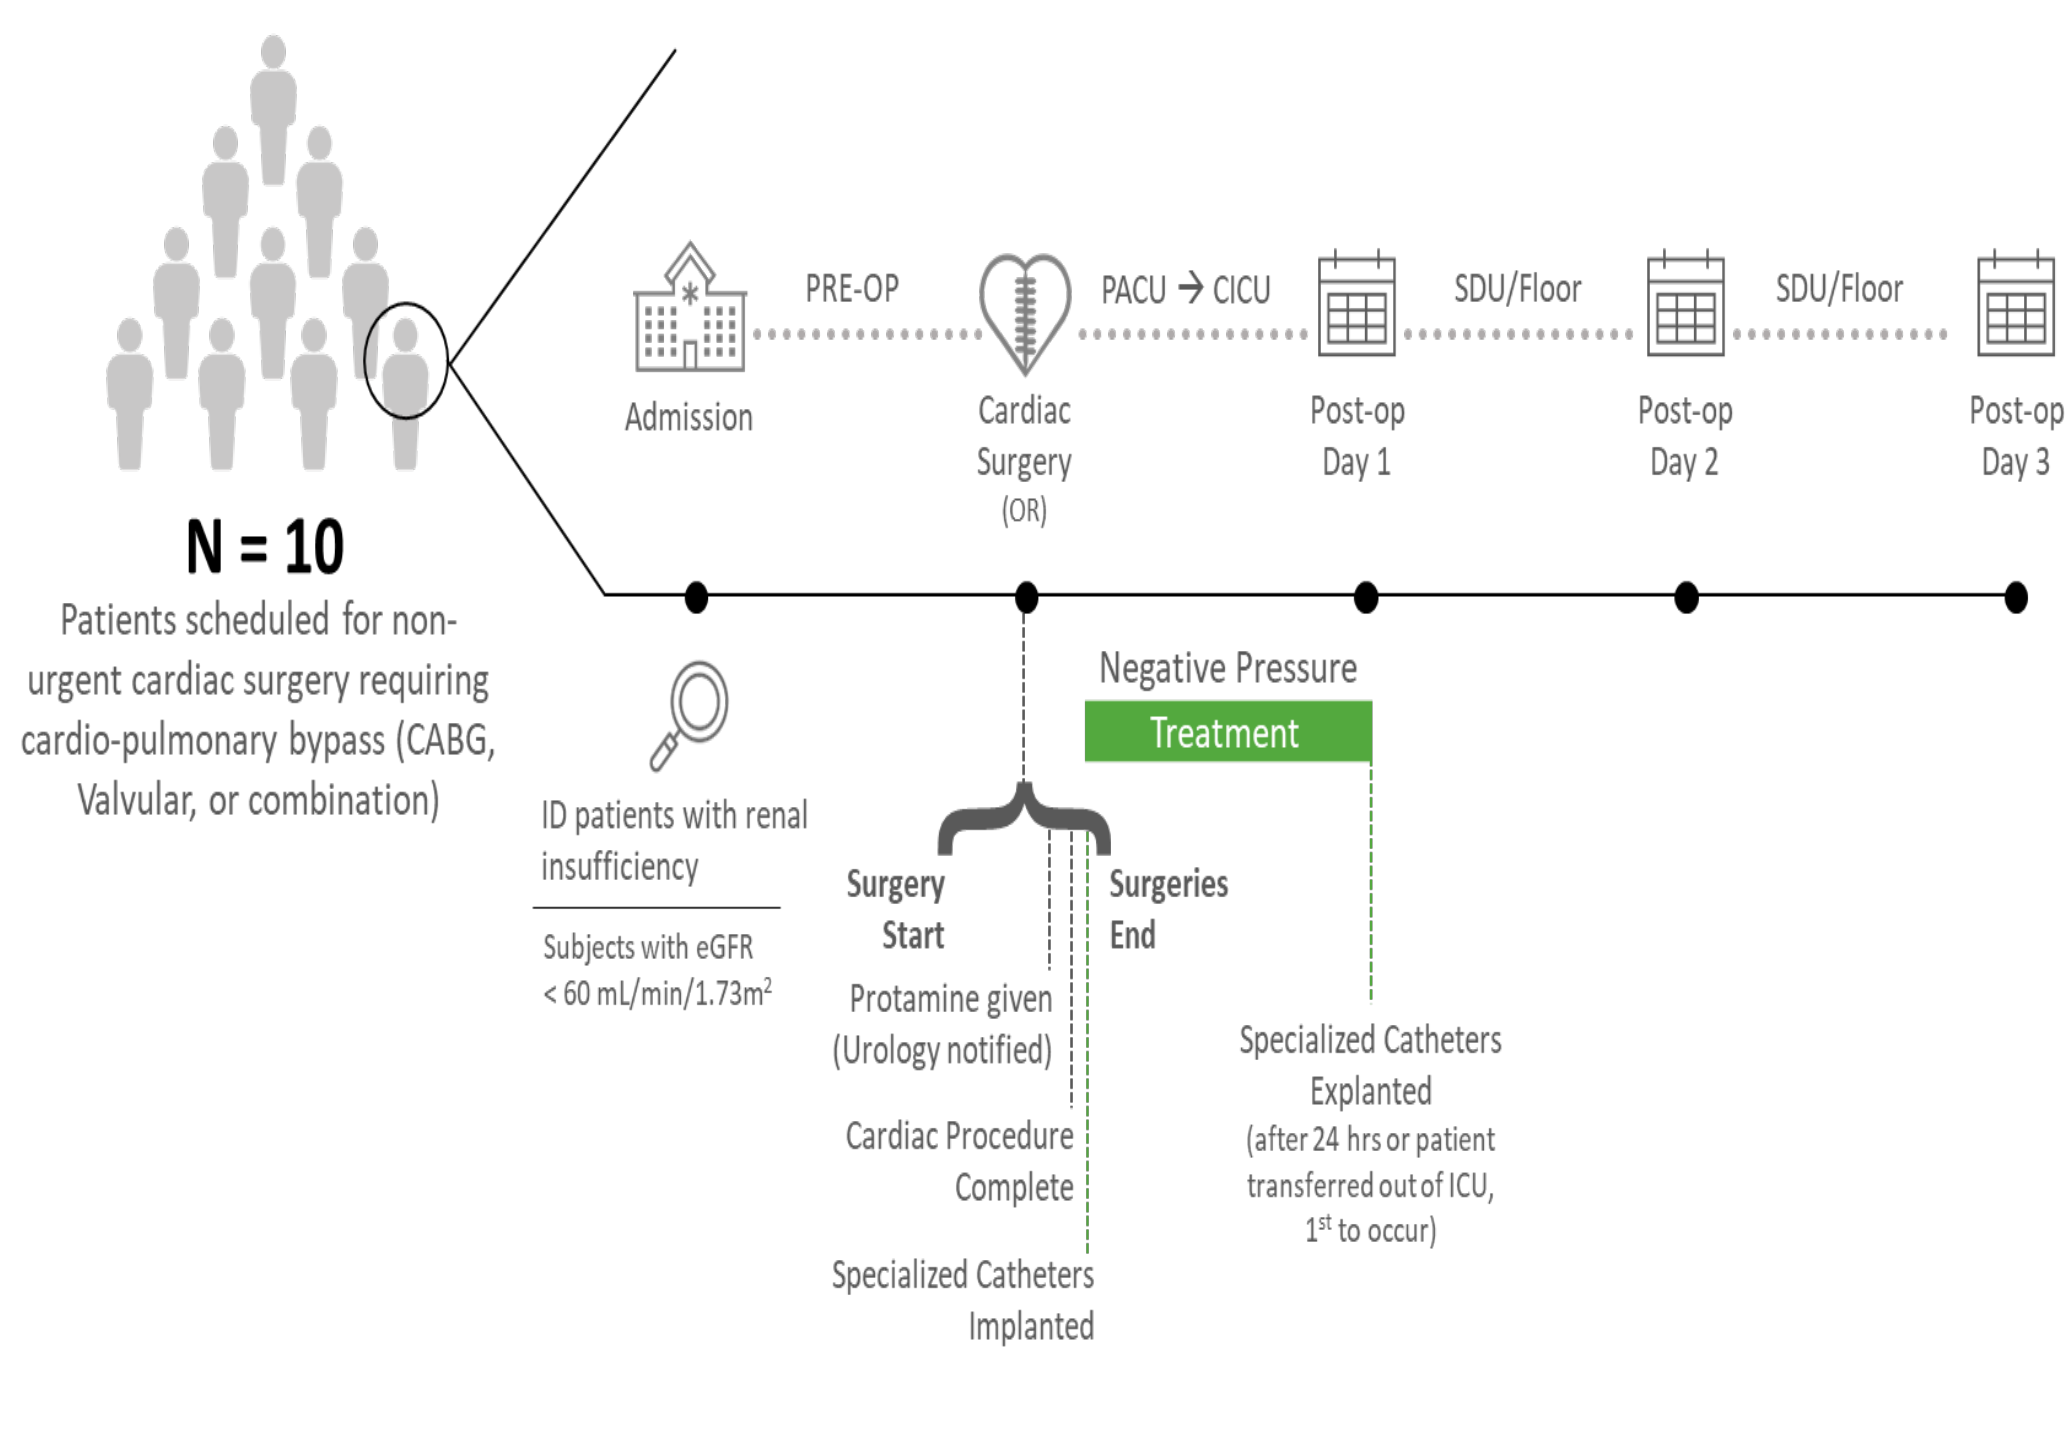 N = 10
Patients scheduled for non-
urgent cardiac surgery requiring
cardio-pulmonary bypass (CABG,
Valvular, or combination)
PRE-OP
PACU → CICU
SDU/Floor
SDU/Floor
Admission
Cardiac
Surgery
(OR)
Post-op
Day 1
Post-op
Day 2
Post-op
Day 3
ID patients with renal
insufficiency
Subjects with eGFR
< 60 mL/min/1.73m²
Negative Pressure
Treatment
Surgery
Start
Surgeries
End
Protamine given
(Urology notified)
Cardiac Procedure
Complete
Specialized Catheters
Implanted
Specialized Catheters
Explanted
(after 24 hrs or patient
transferred out of ICU,
1st to occur)